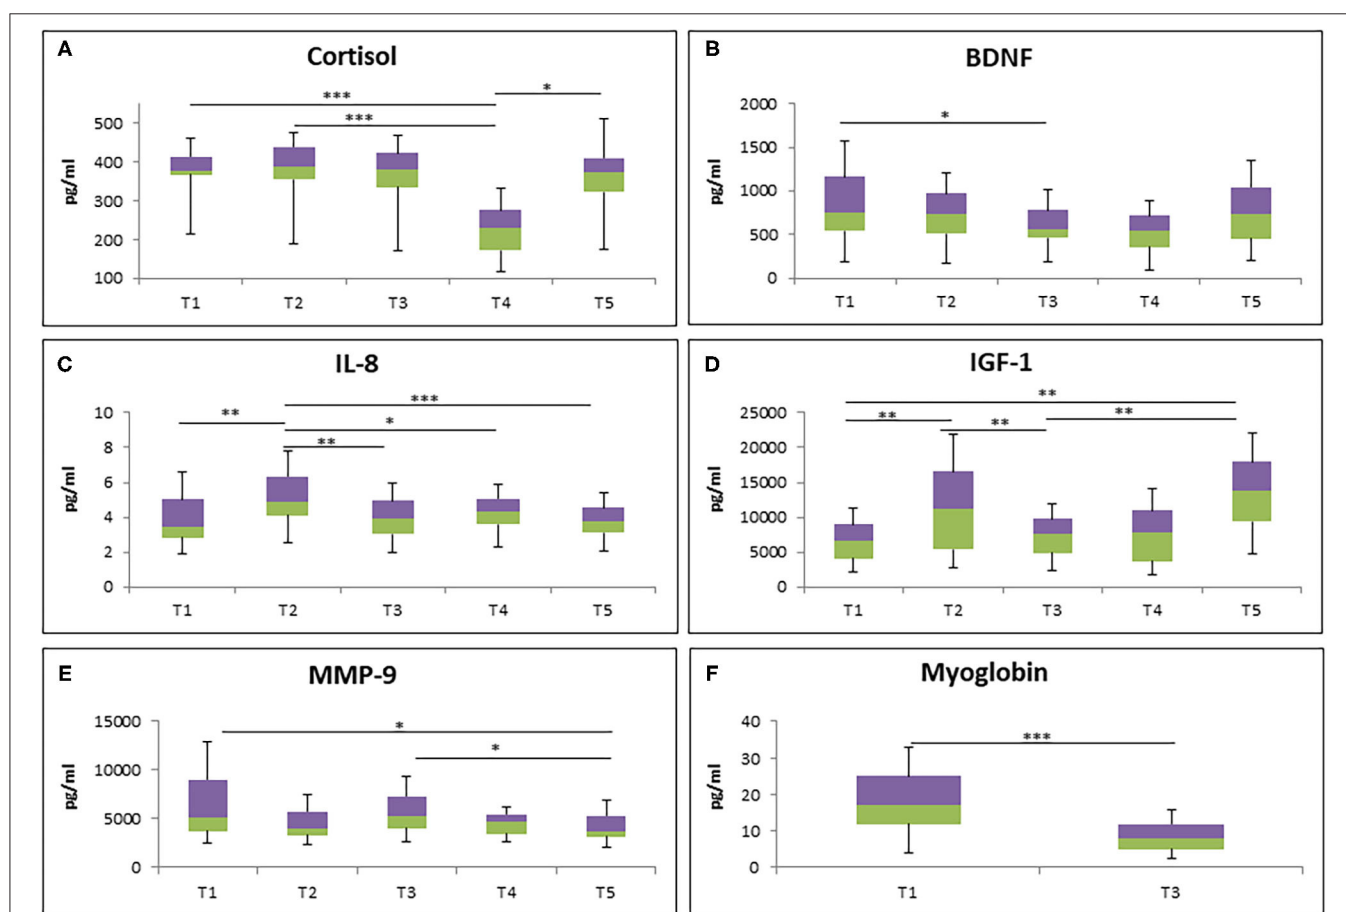 A
Cortisol
***
*
***
pg/ml
500
400
300
200
100
T1 T2 T3 T4 T5
B
BDNF
*
pg/ml
2000
1500
1000
500
0
T1 T2 T3 T4 T5
C
IL-8
***
**
*
**
pg/ml
10
8
6
4
2
0
T1 T2 T3 T4 T5
D
IGF-1
**
**
**
**
pg/ml
25000
20000
15000
10000
5000
0
T1 T2 T3 T4 T5
E
MMP-9
*
*
pg/ml
15000
10000
5000
0
T1 T2 T3 T4 T5
F
Myoglobin
***
pg/ml
40
30
20
10
0
T1 T3